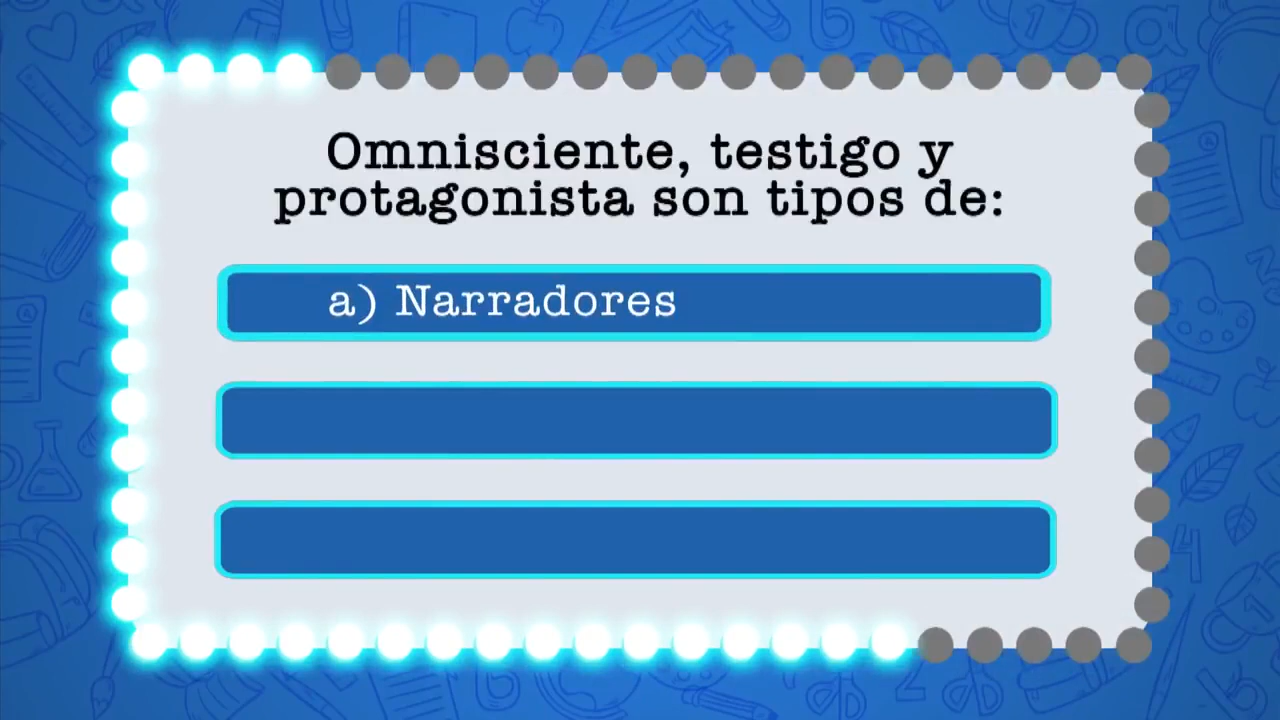 Omnisciente, testigo y
protagonista son tipos de:
a) Narradores